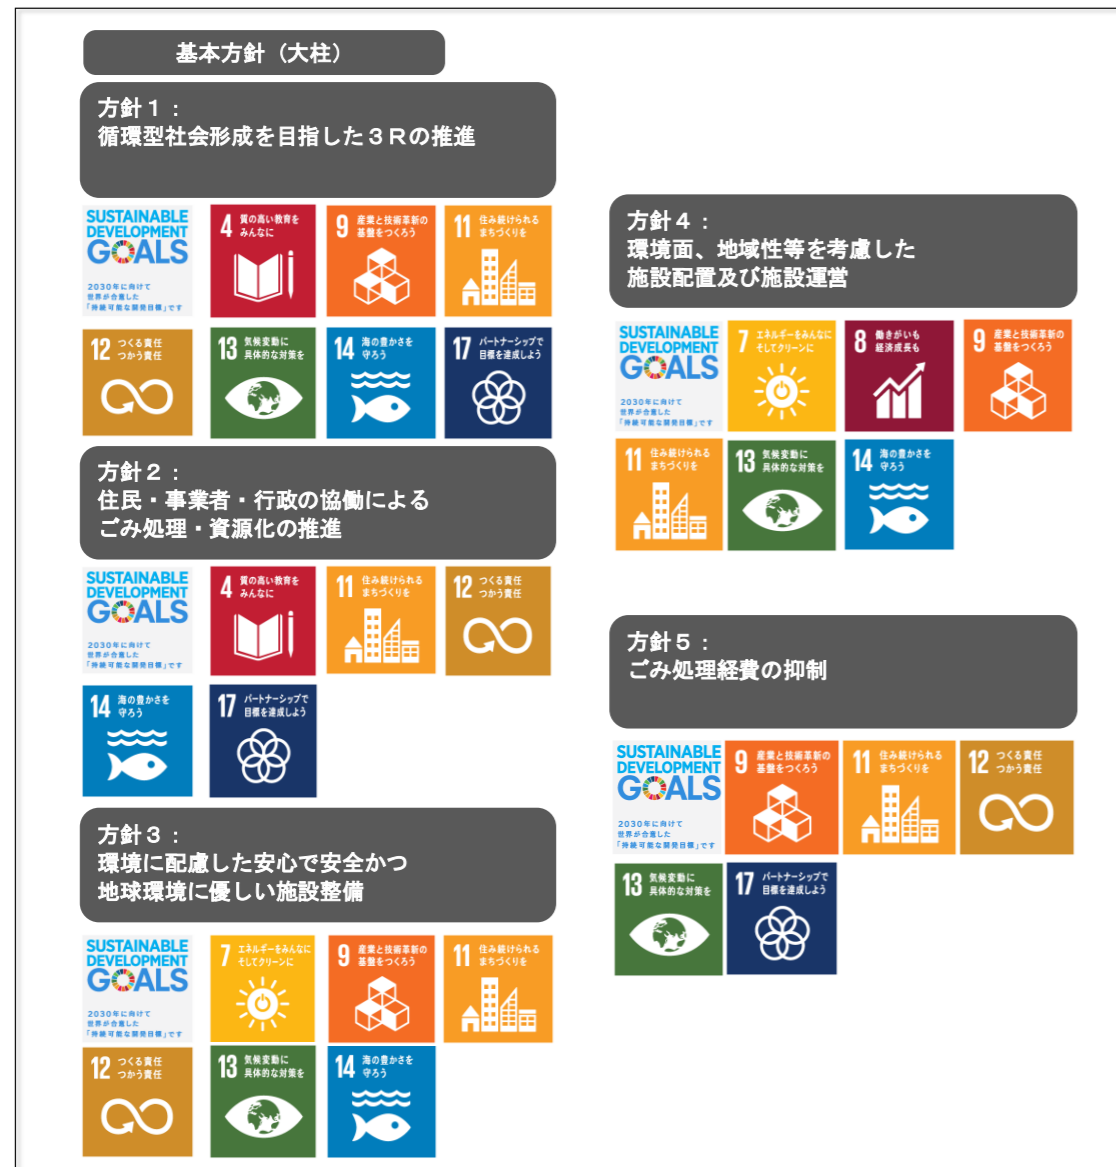 基本方針（大柱）
方針１：
循環型社会形成を目指した３Ｒの推進
SUSTAINABLE
DEVELOPMENT
GOALS
2030年に向けて
世界が合意した
「持続可能な開発目標」です
4 質の高い教育を
みんなに
9 産業と技術革新の
基盤をつくろう
11 住み続けられる
まちづくりを
12 つくる責任
つかう責任
13 気候変動に
具体的な対策を
14 海の豊かさを
守ろう
17 パートナーシップで
目標を達成しよう
方針２：
住民・事業者・行政の協働による
ごみ処理・資源化の推進
SUSTAINABLE
DEVELOPMENT
GOALS
2030年に向けて
世界が合意した
「持続可能な開発目標」です
4 質の高い教育を
みんなに
11 住み続けられる
まちづくりを
12 つくる責任
つかう責任
14 海の豊かさを
守ろう
17 パートナーシップで
目標を達成しよう
方針３：
環境に配慮した安心で安全かつ
地球環境に優しい施設整備
SUSTAINABLE
DEVELOPMENT
GOALS
2030年に向けて
世界が合意した
「持続可能な開発目標」です
7 エネルギーをみんなに
そしてクリーンに
9 産業と技術革新の
基盤をつくろう
11 住み続けられる
まちづくりを
12 つくる責任
つかう責任
13 気候変動に
具体的な対策を
14 海の豊かさを
守ろう
方針４：
環境面、地域性等を考慮した
施設配置及び施設運営
SUSTAINABLE
DEVELOPMENT
GOALS
2030年に向けて
世界が合意した
「持続可能な開発目標」です
7 エネルギーをみんなに
そしてクリーンに
8 働きがいも
経済成長も
9 産業と技術革新の
基盤をつくろう
11 住み続けられる
まちづくりを
13 気候変動に
具体的な対策を
14 海の豊かさを
守ろう
方針５：
ごみ処理経費の抑制
SUSTAINABLE
DEVELOPMENT
GOALS
2030年に向けて
世界が合意した
「持続可能な開発目標」です
9 産業と技術革新の
基盤をつくろう
11 住み続けられる
まちづくりを
12 つくる責任
つかう責任
13 気候変動に
具体的な対策を
17 パートナーシップで
目標を達成しよう